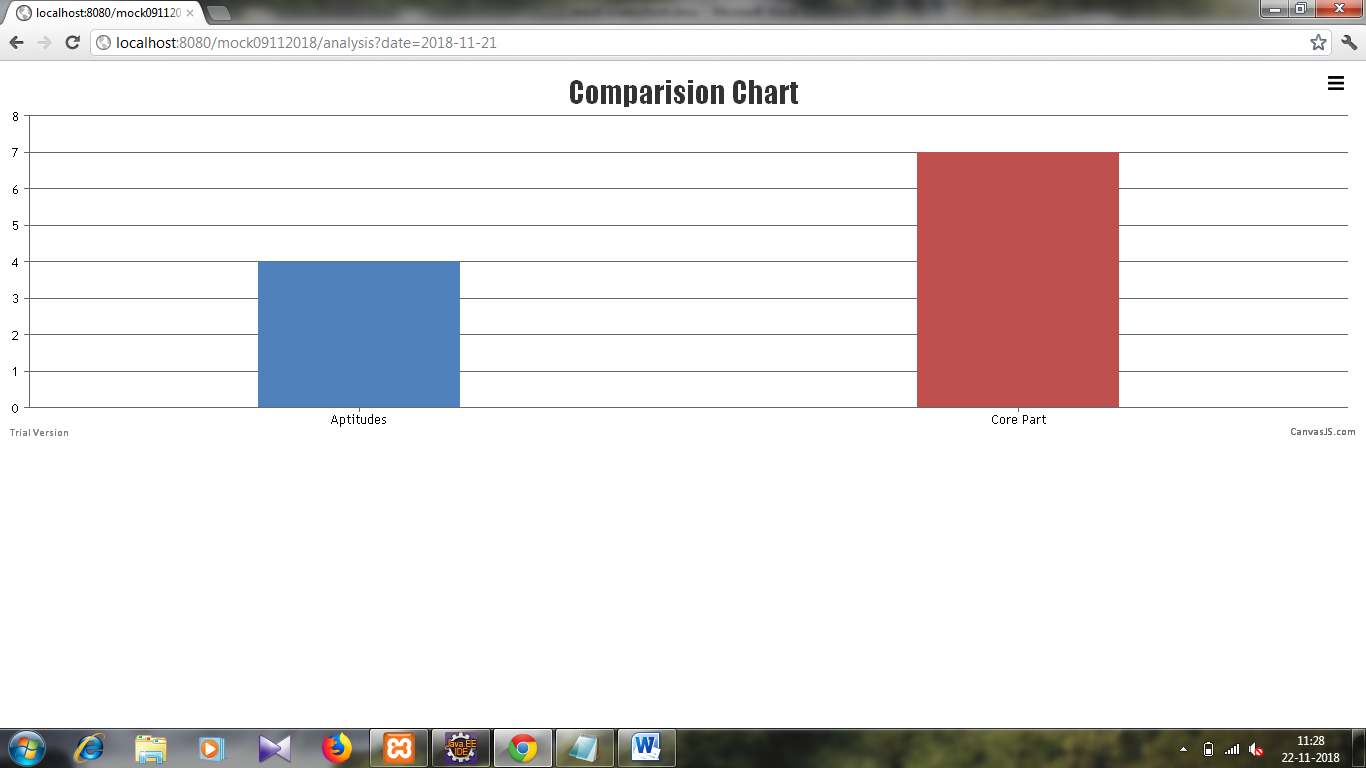 localhost:8080/mock091120
localhost:8080/mock09112018/analysis?date=2018-11-21
Comparision Chart
8
7
6
5
4
3
2
1
0
Aptitudes
Core Part
Trial Version
CanvasJS.com
Java EE
IDE
W
11:28
22-11-2018